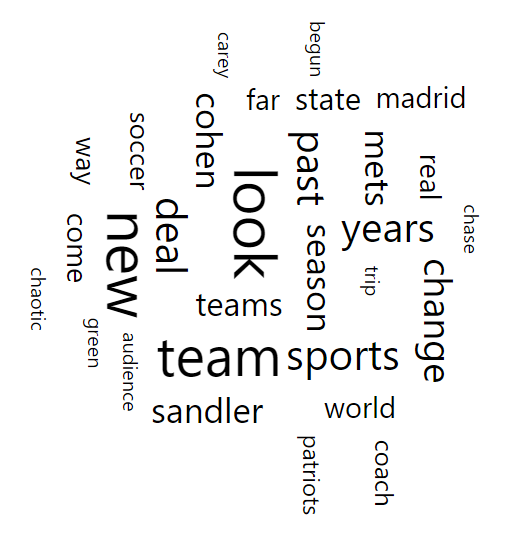 carey
begun
far
state
madrid
cohen
soccer
way
past
mets
real
look
deal
new
come
season
years
chase
chaotic
green
audience
teams
trip
change
team
sports
sandler
world
patriots
coach